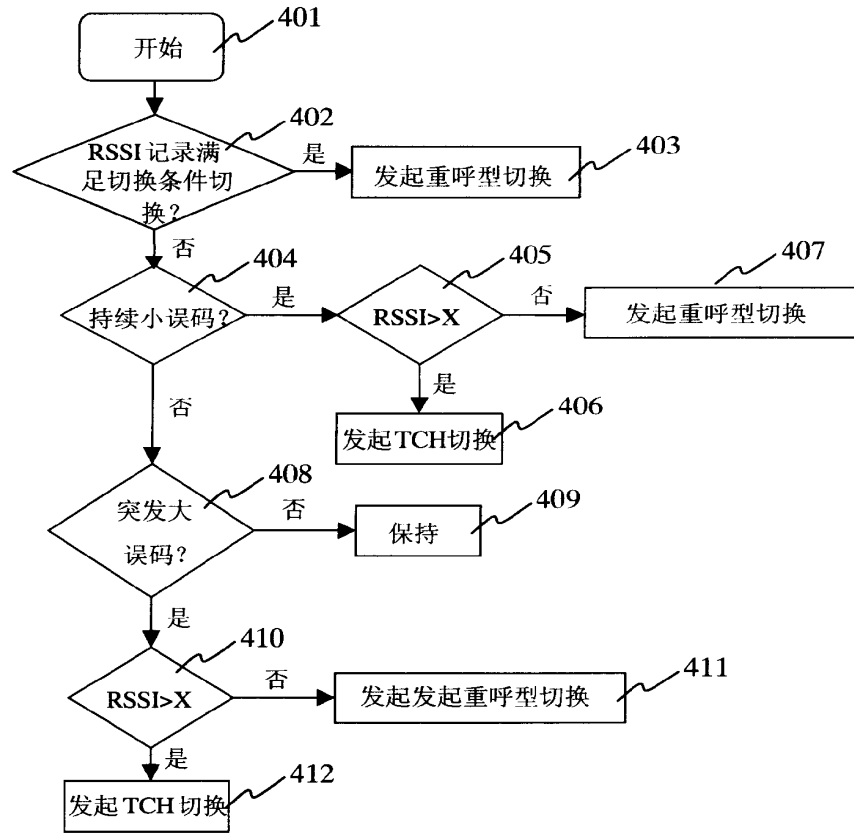 开始
401
RSSI 记录满
足切换条件切
换?
402
是
发起重呼型切换
403
否
持续小误码?
404
是
RSSI>X
405
否
发起重呼型切换
407
是
发起TCH切换
406
否
突发大
误码?
408
否
保持
409
是
RSSI>X
410
否
发起发起重呼型切换
411
是
发起TCH切换
412